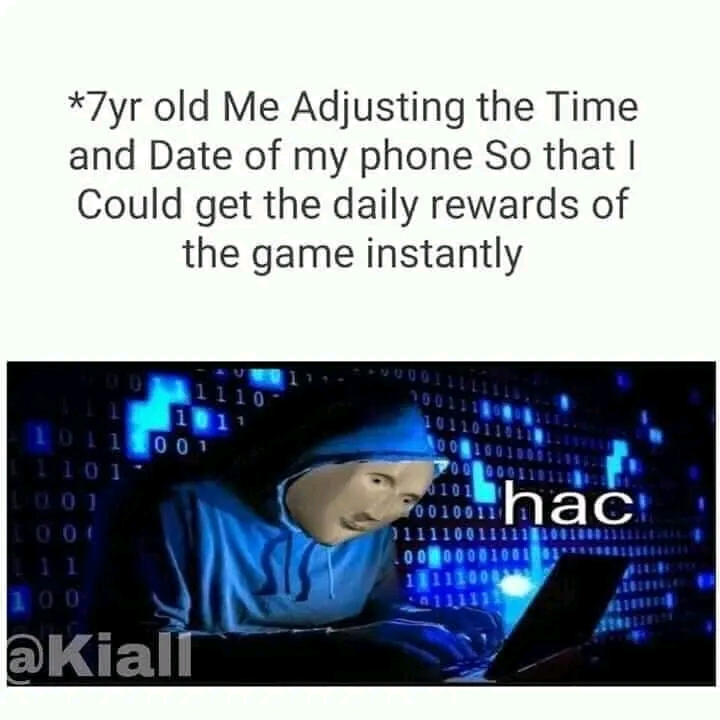 *7yr old Me Adjusting the Time
and Date of my phone So that I
Could get the daily rewards of
the game instantly
hac
@Kiall